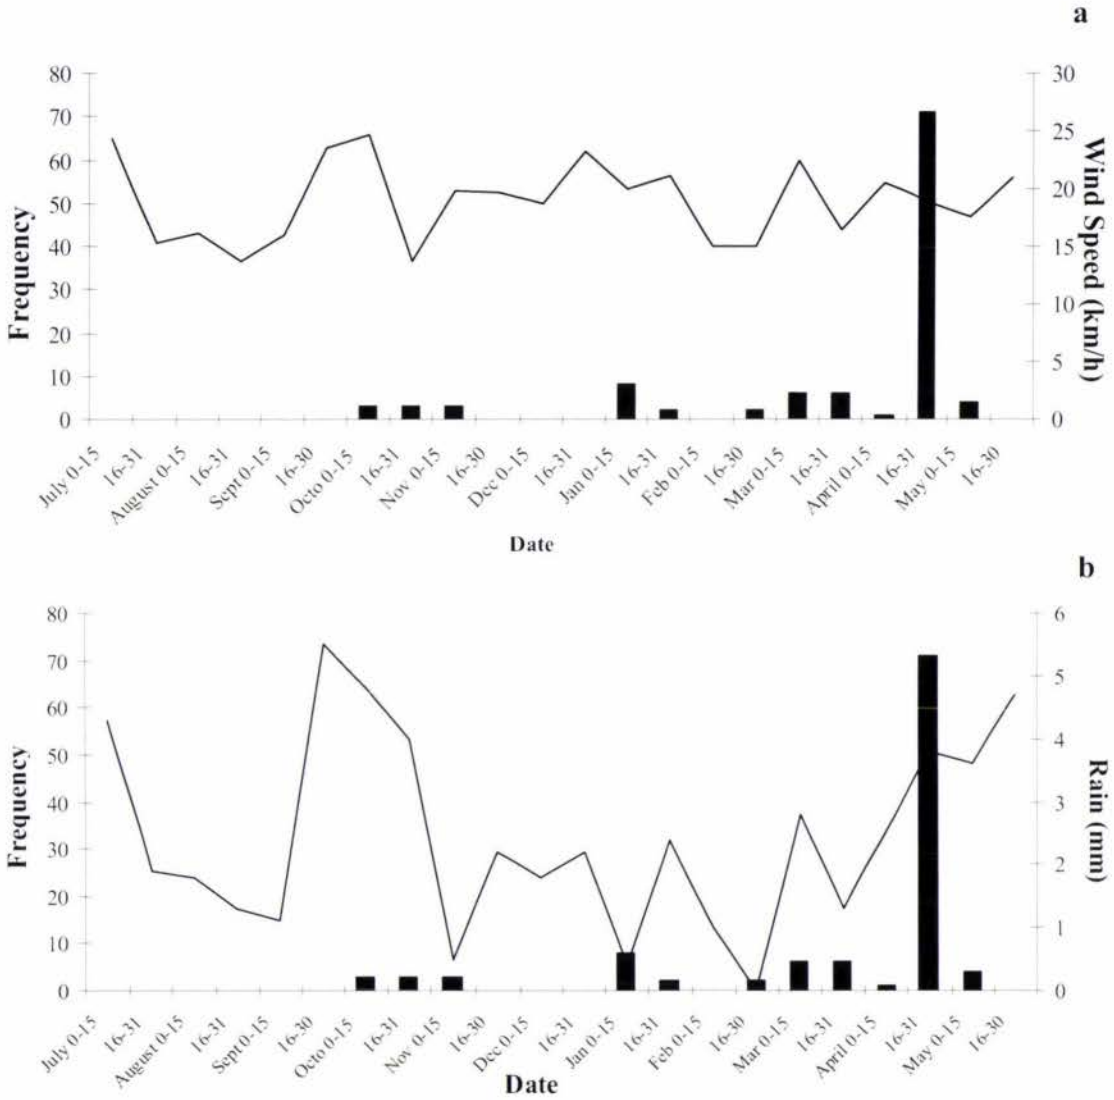 a
80 30
70 25
60 20
50
40 15
30 10
20
10 5
0 0
Frequency
Wind Speed (km/h)
July 0-15 16-31 August 0-15 16-31 Sept 0-15 16-30 Octo 0-15 16-31 Nov 0-15 16-30 Dec 0-15 16-31 Jan 0-15 16-31 Feb 0-15 16-30 Mar 0-15 16-31 April 0-15 16-31 May 0-15 16-30
Date
b
80 6
70 5
60
50 4
40 3
30 2
20
10 1
0 0
Frequency
Rain (mm)
July 0-15 16-31 August 0-15 16-31 Sept 0-15 16-30 Octo 0-15 16-31 Nov 0-15 16-30 Dec 0-15 16-31 Jan 0-15 16-31 Feb 0-15 16-30 Mar 0-15 16-31 April 0-15 16-31 May 0-15 16-30
Date